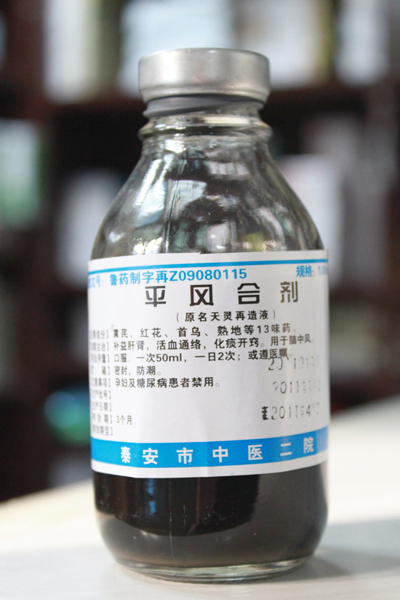 鲁药制字再Z09080115 规格:
平风合剂
(原名天灵再造液)
黄芪、红花、首乌、熟地等13味药。
补益肝肾,活血通络,化痰开窍。用于脑中风。
口服。一次50ml,一日2次;或遵医嘱。
密封,防潮。
孕妇及糖尿病患者禁用。
3个月
泰安市中医二院